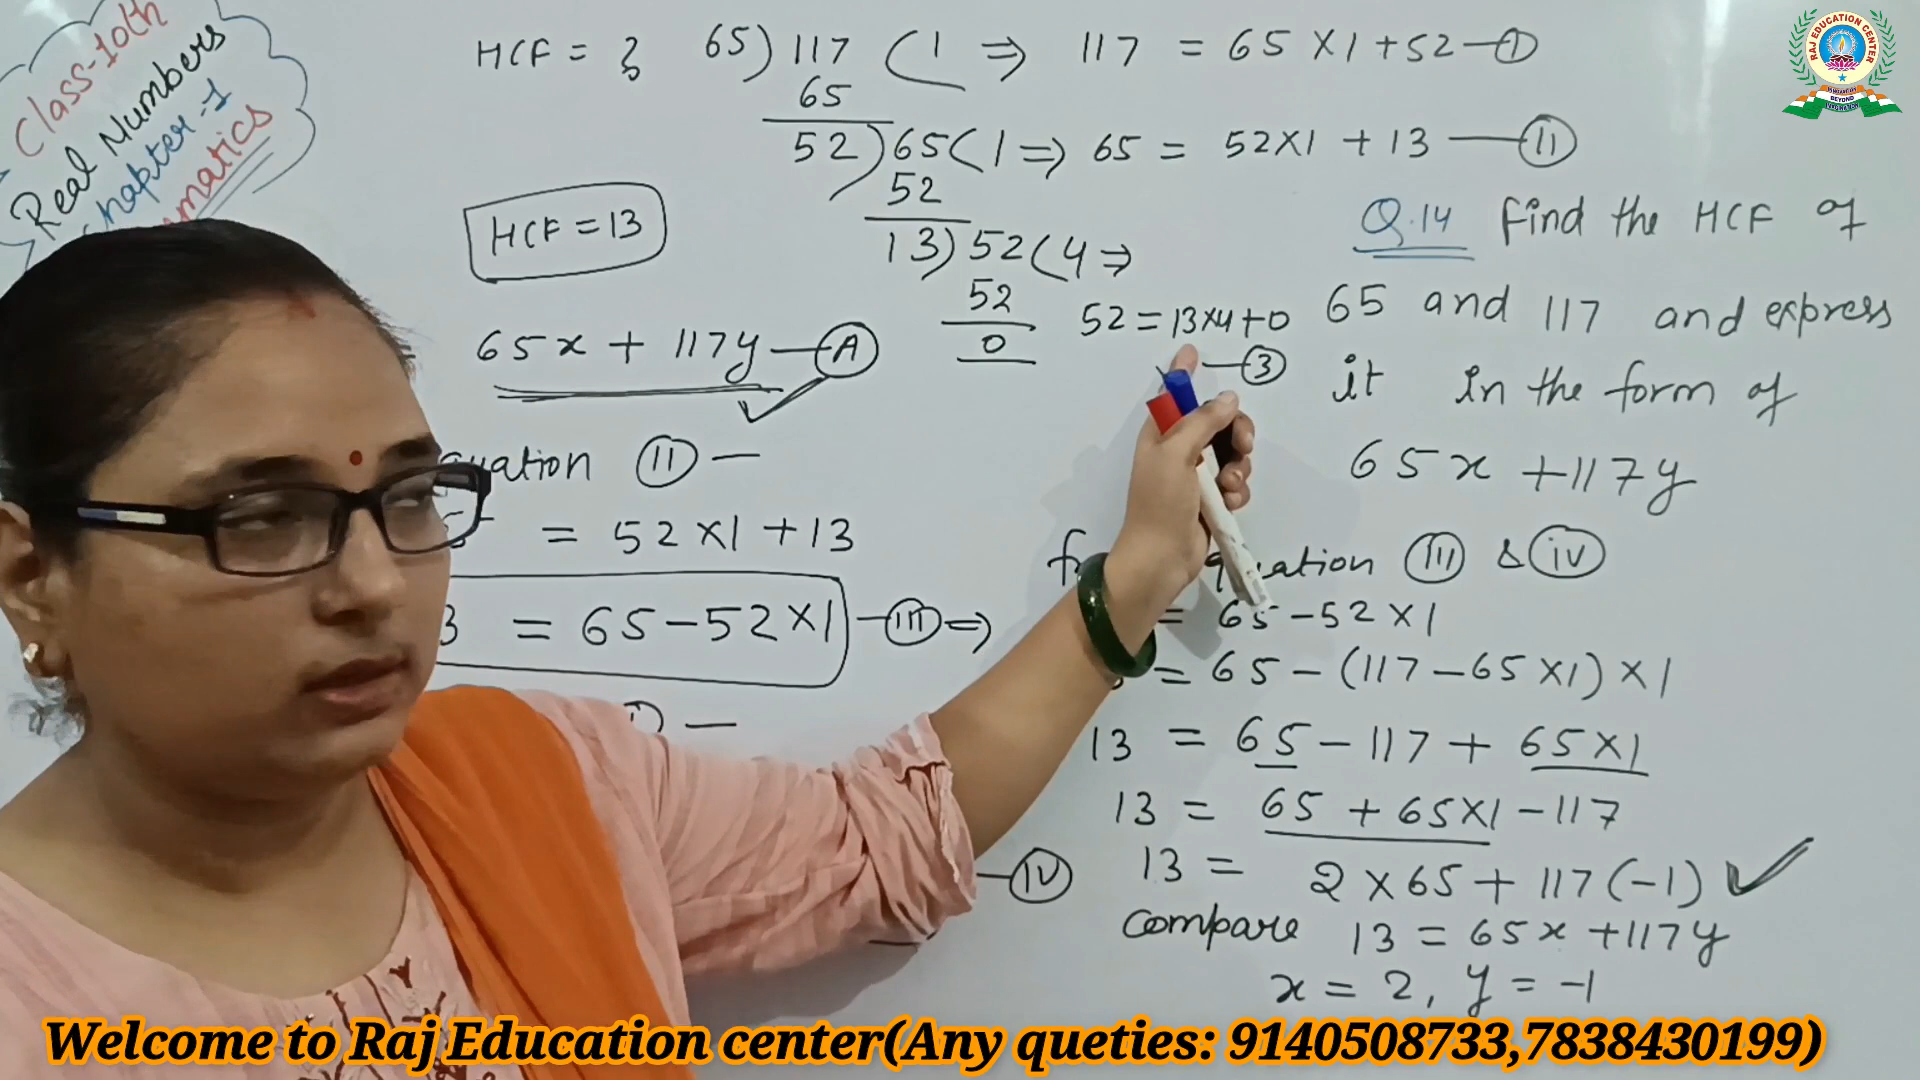 Class-10th
Real Numbers
Chapter-1
HCF = ?
65) 117 ( 1 ⇒ 117 = 65 X 1 + 52 — I
65
52) 65 ( 1 ⇒ 65 = 52 X 1 + 13 — II
52
13) 52 ( 4 ⇒
52
0
52 = 13 X 4 + 0
— 3
HCF = 13
65x + 117y — A
equation II —
= 52 X 1 + 13
= 65 - 52 X 1 — III ⇒
— IV
Q.14 Find the HCF of
65 and 117 and express
it in the form of
65x + 117y
equation III & IV
= 65 - 52 X 1
= 65 - (117 - 65 X 1) X 1
13 = 65 - 117 + 65 X 1
13 = 65 + 65 X 1 - 117
13 = 2 X 65 + 117 (-1) ✓
compare 13 = 65x + 117y
x = 2, y = -1
RAJ EDUCATION CENTER
Welcome to Raj Education center(Any queties: 9140508733,7838430199)